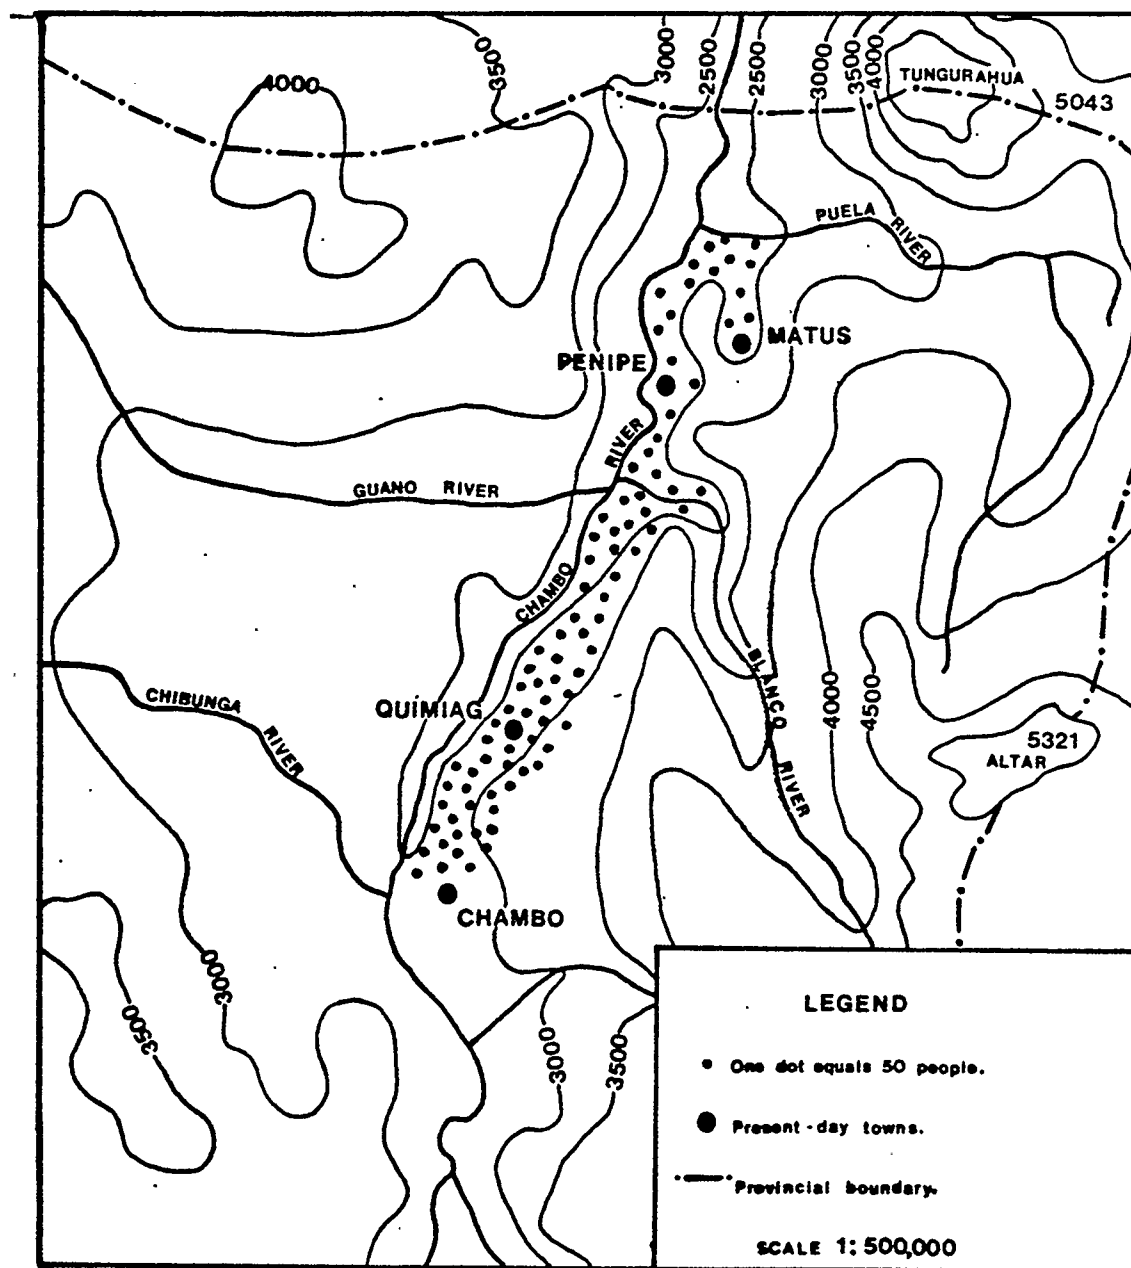 3500
3000
2500
2500
3000
3500
4000
4000
TUNGURAHUA
5043
PUELA RIVER
MATUS
PENIPE
RIVER
GUANO RIVER
CHAMBO
CHIBUNGA
RIVER
QUÍMIAG
BLANCO
RIVER
4000
4500
5321
ALTAR
CHAMBO
3000
3500
3000
3500
LEGEND
One dot equals 50 people.
Present-day towns.
Provincial boundary.
SCALE 1:500,000